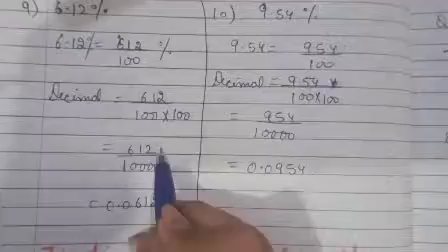 9) 6.12%
6.12% = 612/100 %
Decimal = 612/100×100
= 612/1000
= 0.061
10) 9.54 %
9.54 = 954/100
Decimal = 954/100×100
= 954/10000
= 0.0954